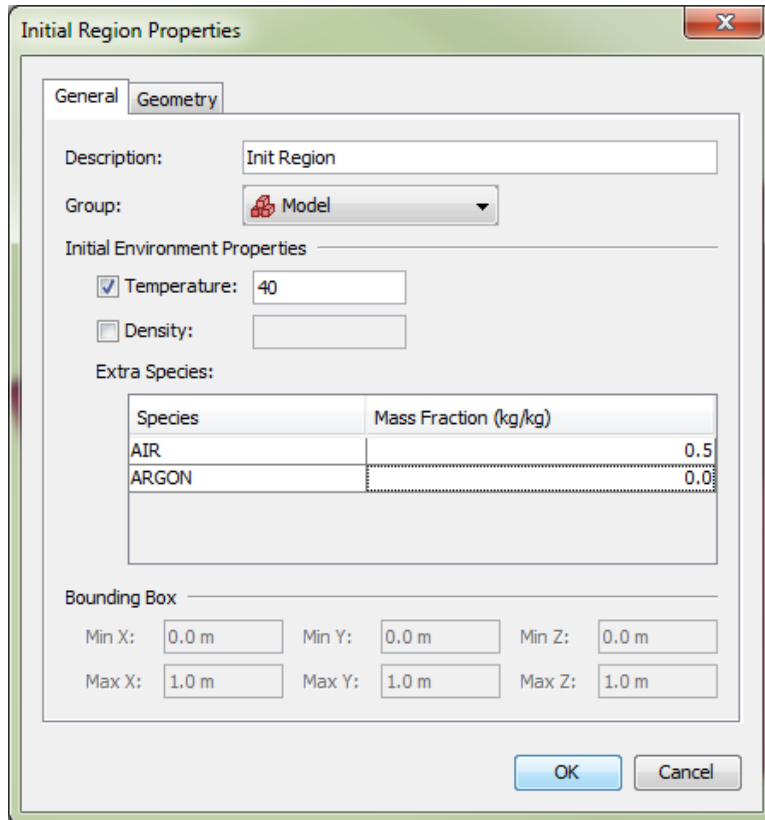 Initial Region Properties
General Geometry
Description: Init Region
Group: Model
Initial Environment Properties
Temperature: 40
Density:
Extra Species:
Species Mass Fraction (kg/kg)
AIR 0.5
ARGON 0.0
Bounding Box
Min X: 0.0 m Min Y: 0.0 m Min Z: 0.0 m
Max X: 1.0 m Max Y: 1.0 m Max Z: 1.0 m
OK Cancel